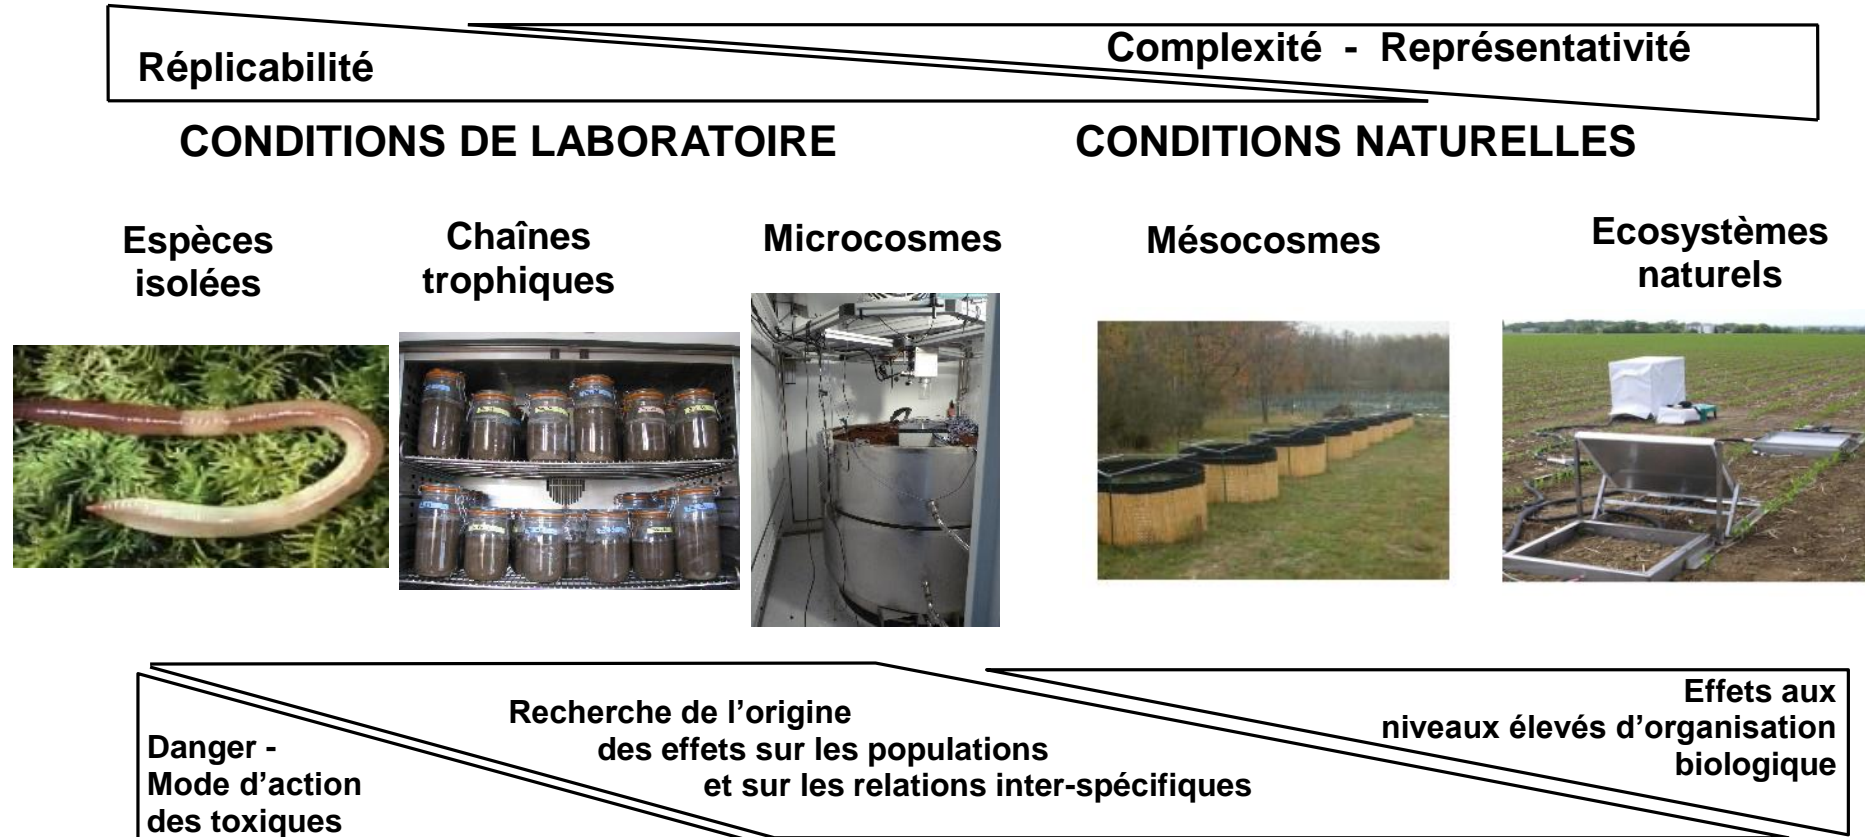 Réplicabilité
Complexité - Représentativité
CONDITIONS DE LABORATOIRE
CONDITIONS NATURELLES
Espèces
isolées
Chaînes
trophiques
Microcosmes
Mésocosmes
Ecosystèmes
naturels
Danger -
Mode d’action
des toxiques
Recherche de l’origine
des effets sur les populations
et sur les relations inter-spécifiques
Effets aux
niveaux élevés d’organisation
biologique